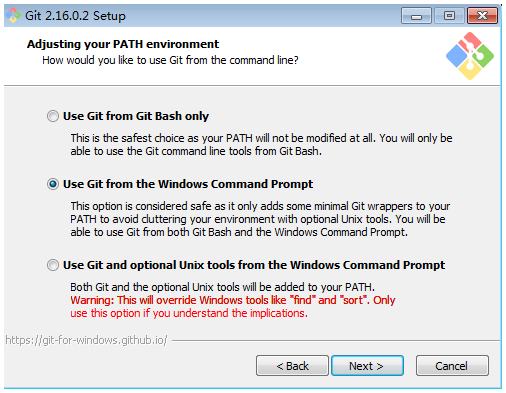 Git 2.16.0.2 Setup
Adjusting your PATH environment
How would you like to use Git from the command line?
Use Git from Git Bash only
This is the safest choice as your PATH will not be modified at all. You will only be
able to use the Git command line tools from Git Bash.
Use Git from the Windows Command Prompt
This option is considered safe as it only adds some minimal Git wrappers to your
PATH to avoid cluttering your environment with optional Unix tools. You will be
able to use Git from both Git Bash and the Windows Command Prompt.
Use Git and optional Unix tools from the Windows Command Prompt
Both Git and the optional Unix tools will be added to your PATH.
Warning: This will override Windows tools like "find" and "sort". Only
use this option if you understand the implications.
https://git-for-windows.github.io/
< Back Next > Cancel